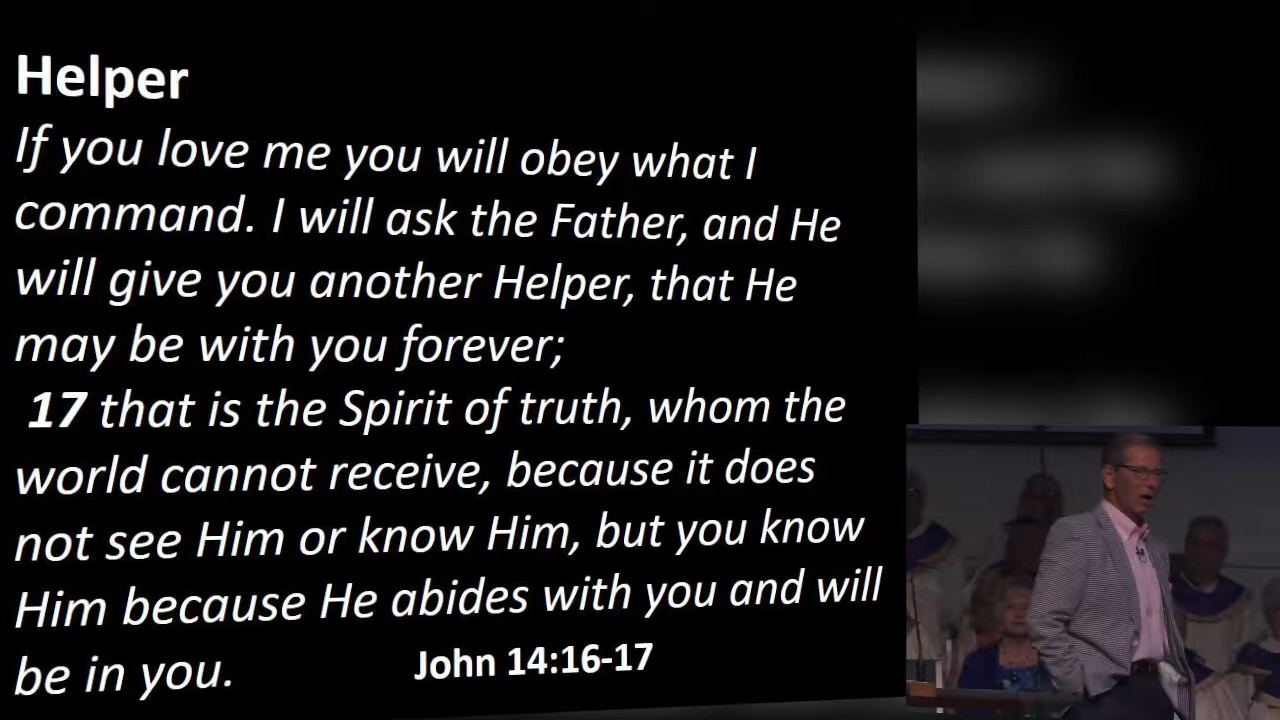 Helper
If you love me you will obey what I
command. I will ask the Father, and He
will give you another Helper, that He
may be with you forever;
17 that is the Spirit of truth, whom the
world cannot receive, because it does
not see Him or know Him, but you know
Him because He abides with you and will
be in you.
John 14:16-17